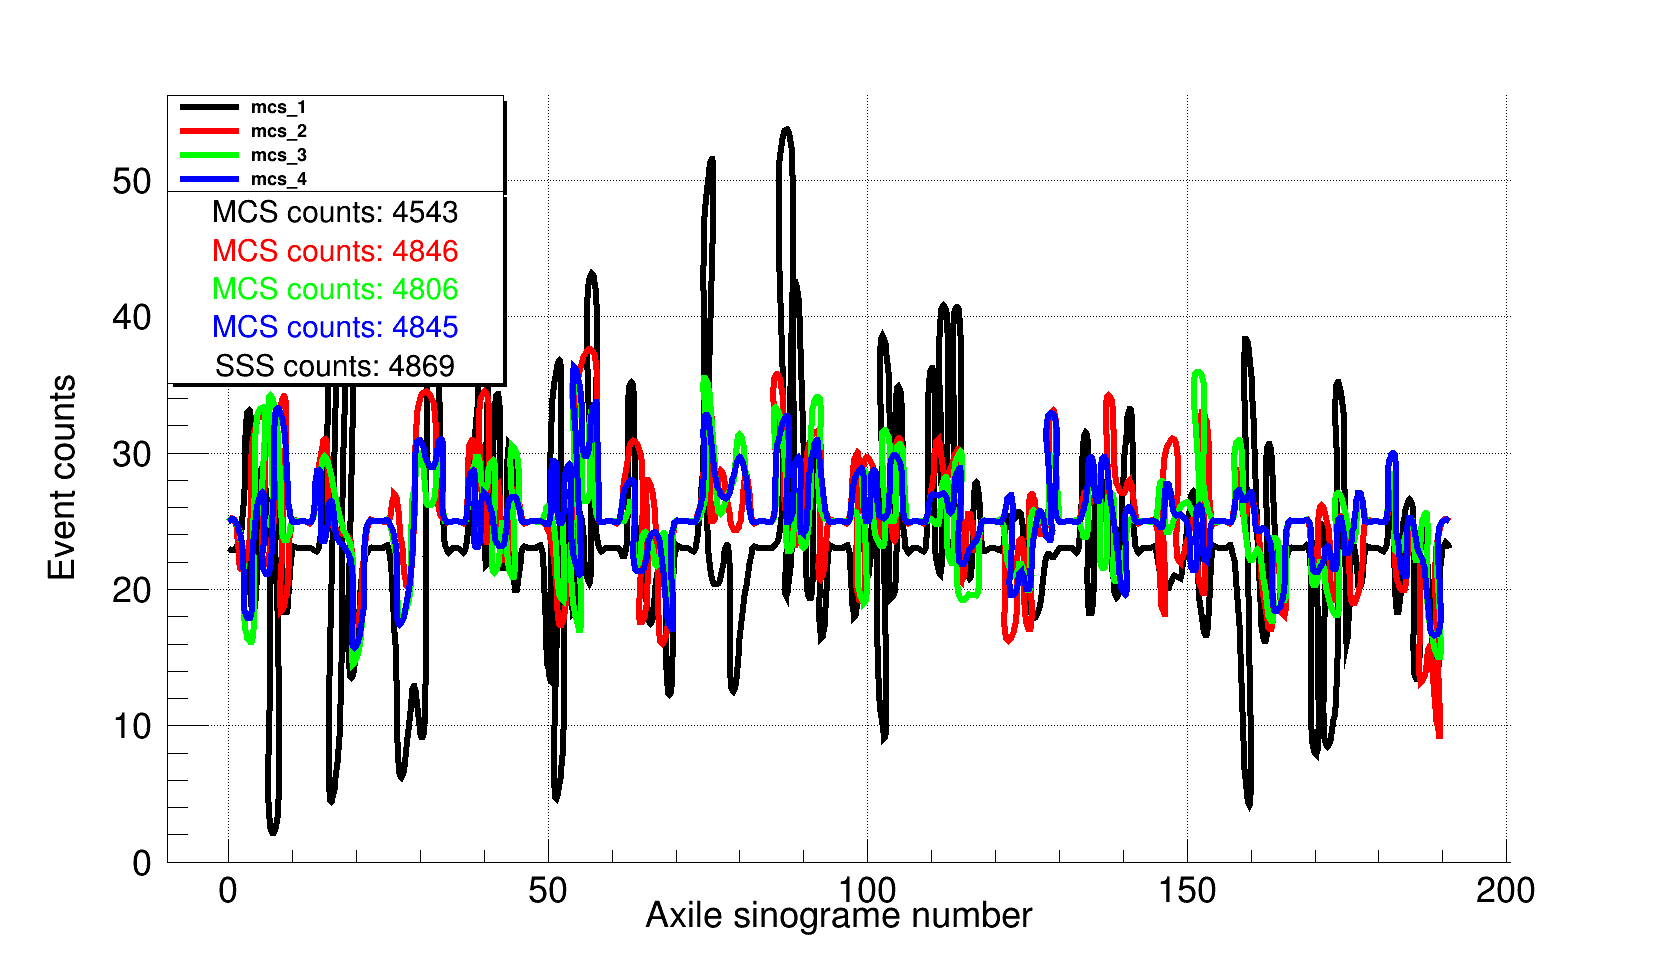 mcs_1
mcs_2
mcs_3
mcs_4
MCS counts: 4543
MCS counts: 4846
MCS counts: 4806
MCS counts: 4845
SSS counts: 4869
Event counts
50
40
30
20
10
0
0 50 100 150 200
Axile sinograme number